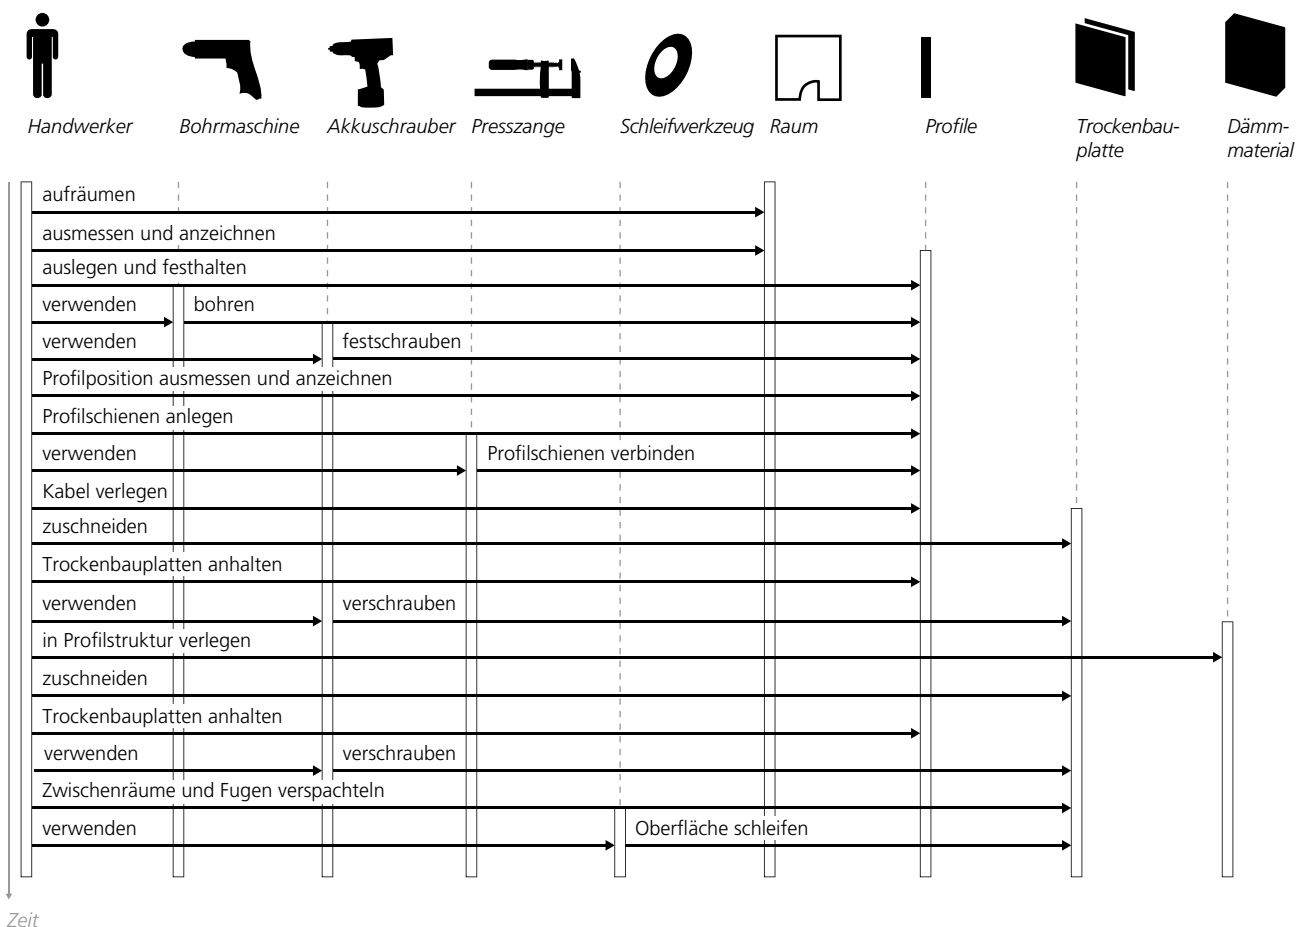 Handwerker
Bohrmaschine
Akkuschrauber
Presszange
Schleifwerkzeug
Raum
Profile
Trockenbau-
platte
Dämm-
material
aufräumen
ausmessen und anzeichnen
auslegen und festhalten
verwenden
bohren
verwenden
festschrauben
Profilposition ausmessen und anzeichnen
Profilschienen anlegen
verwenden
Profilschienen verbinden
Kabel verlegen
zuschneiden
Trockenbauplatten anhalten
verwenden
verschrauben
in Profilstruktur verlegen
zuschneiden
Trockenbauplatten anhalten
verwenden
verschrauben
Zwischenräume und Fugen verspachteln
verwenden
Oberfläche schleifen
Zeit